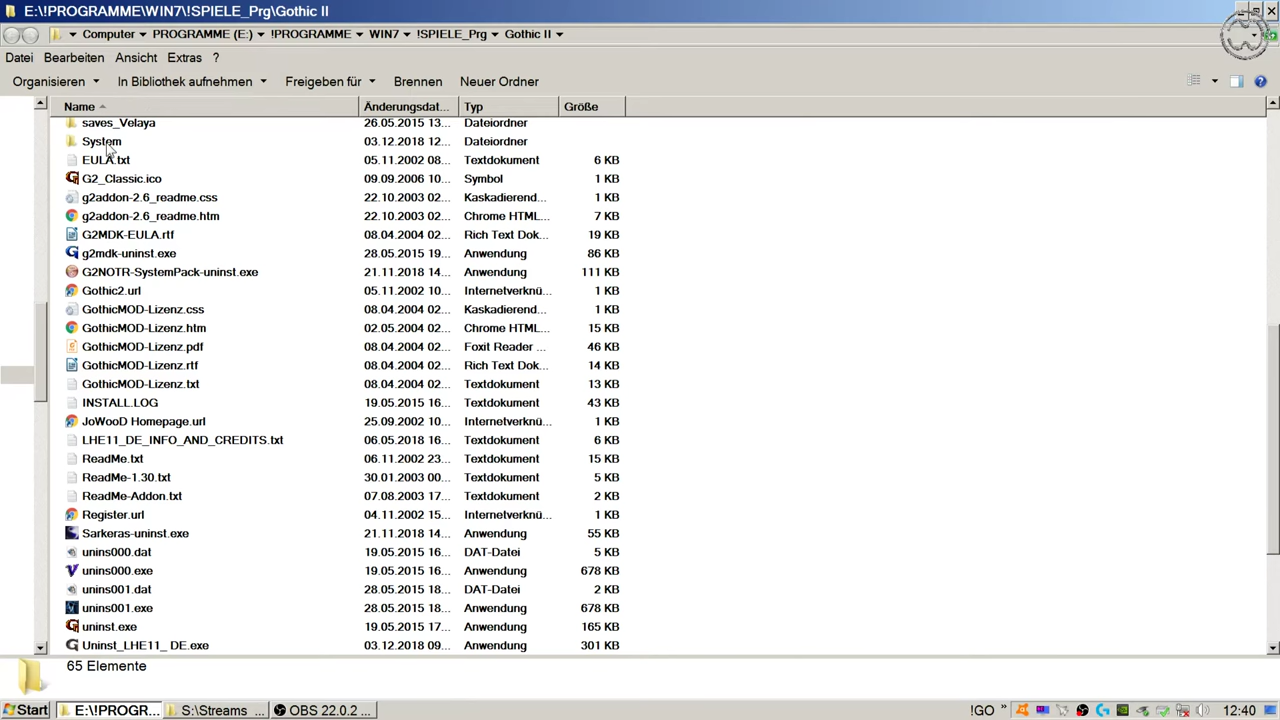 E:\!PROGRAMME\WIN7\!SPIELE_Prg\Gothic II
Computer PROGRAMME (E:) !PROGRAMME WIN7 !SPIELE_Prg Gothic II
Datei Bearbeiten Ansicht Extras ?
Organisieren In Bibliothek aufnehmen Freigeben für Brennen Neuer Ordner
Name Änderungsdat... Typ Größe
saves_Velaya 26.05.2015 13... Dateiordner
System 03.12.2018 12... Dateiordner
EULA.txt 05.11.2002 08... Textdokument 6 KB
G2_Classic.ico 09.09.2006 10... Symbol 1 KB
g2addon-2.6_readme.css 22.10.2003 02... Kaskadierend... 1 KB
g2addon-2.6_readme.htm 22.10.2003 02... Chrome HTML... 7 KB
G2MDK-EULA.rtf 08.04.2004 02... Rich Text Dok... 19 KB
g2mdk-uninst.exe 28.05.2015 19... Anwendung 86 KB
G2NOTR-SystemPack-uninst.exe 21.11.2018 14... Anwendung 111 KB
Gothic2.url 05.11.2002 10... Internetverknü... 1 KB
GothicMOD-Lizenz.css 08.04.2004 02... Kaskadierend... 1 KB
GothicMOD-Lizenz.htm 02.05.2004 02... Chrome HTML... 15 KB
GothicMOD-Lizenz.pdf 08.04.2004 02... Foxit Reader ... 46 KB
GothicMOD-Lizenz.rtf 08.04.2004 02... Rich Text Dok... 14 KB
GothicMOD-Lizenz.txt 08.04.2004 02... Textdokument 13 KB
INSTALL.LOG 19.05.2015 16... Textdokument 43 KB
JoWooD Homepage.url 25.09.2002 10... Internetverknü... 1 KB
LHE11_DE_INFO_AND_CREDITS.txt 06.05.2018 16... Textdokument 6 KB
ReadMe.txt 06.11.2002 23... Textdokument 15 KB
ReadMe-1.30.txt 30.01.2003 00... Textdokument 5 KB
ReadMe-Addon.txt 07.08.2003 17... Textdokument 2 KB
Register.url 04.11.2002 15... Internetverknü... 1 KB
Sarkeras-uninst.exe 21.11.2018 14... Anwendung 55 KB
unins000.dat 19.05.2015 16... DAT-Datei 5 KB
unins000.exe 19.05.2015 16... Anwendung 678 KB
unins001.dat 28.05.2015 18... DAT-Datei 2 KB
unins001.exe 28.05.2015 18... Anwendung 678 KB
uninst.exe 19.05.2015 17... Anwendung 165 KB
Uninst_LHE11_ DE.exe 03.12.2018 09... Anwendung 301 KB
65 Elemente
Start E:\!PROGR... S:\Streams ... OBS 22.0.2 ... !GO » 12:40